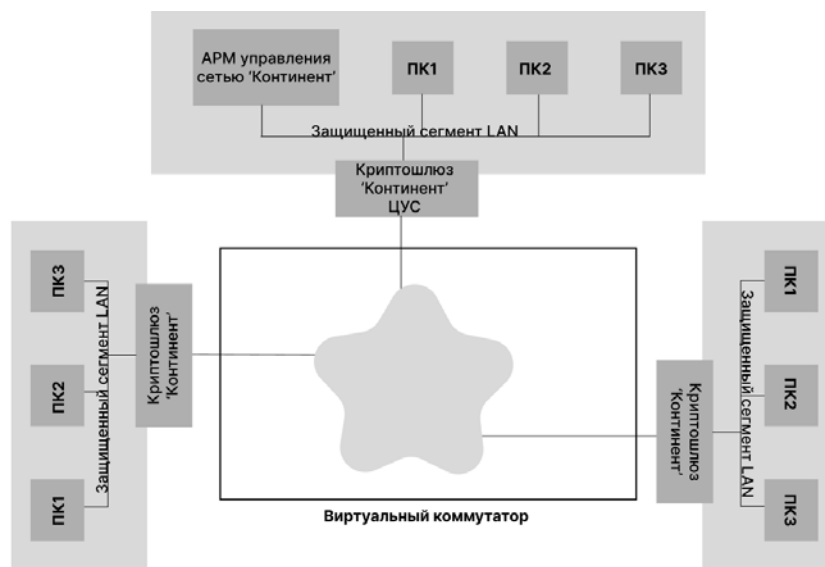 АРМ управления
сетью ‘Континент’
ПК1
ПК2
ПК3
Защищенный сегмент LAN
Криптошлюз
‘Континент’
ЦУС
ПК3
ПК2
ПК1
Защищенный сегмент LAN
Криптошлюз
‘Континент’
Виртуальный коммутатор
Криптошлюз
‘Континент’
Защищенный сегмент LAN
ПК1
ПК2
ПК3